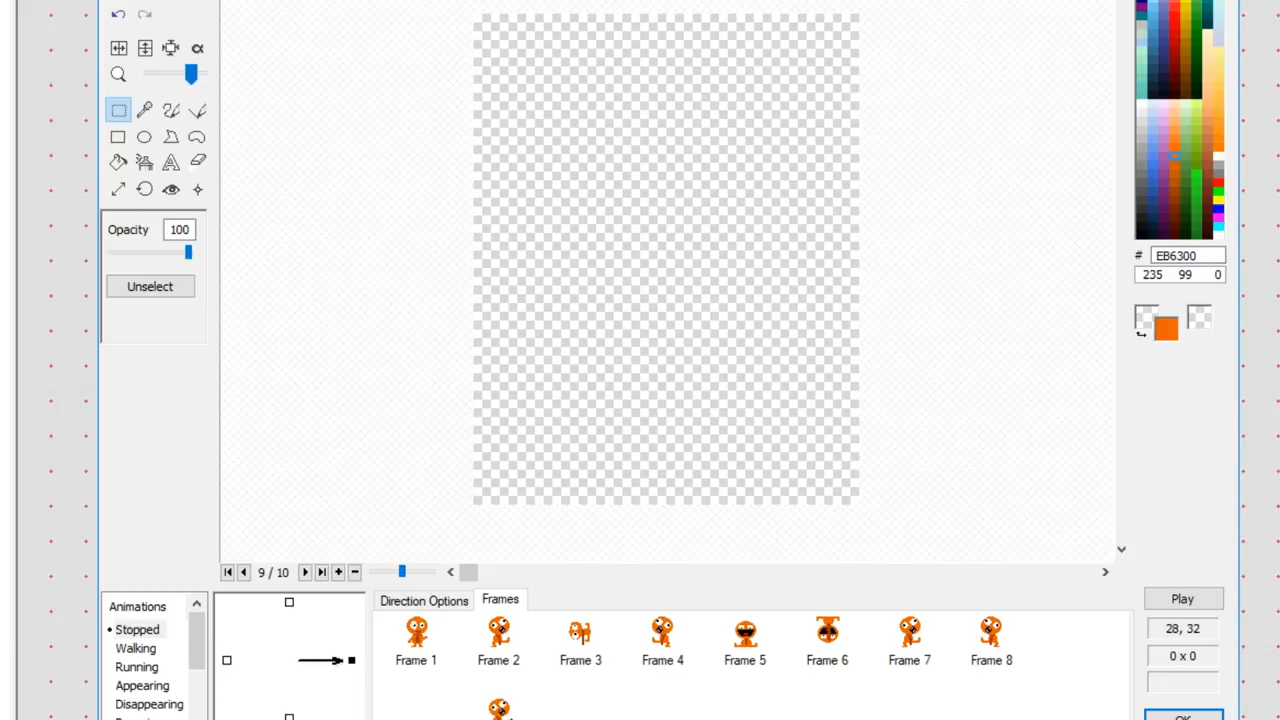 α
Opacity 100
Unselect
# EB6300
235 99 0
9 / 10
Animations
Stopped
Walking
Running
Appearing
Disappearing
Direction Options Frames
Frame 1 Frame 2 Frame 3 Frame 4 Frame 5 Frame 6 Frame 7 Frame 8
Play
28, 32
0 x 0
OK